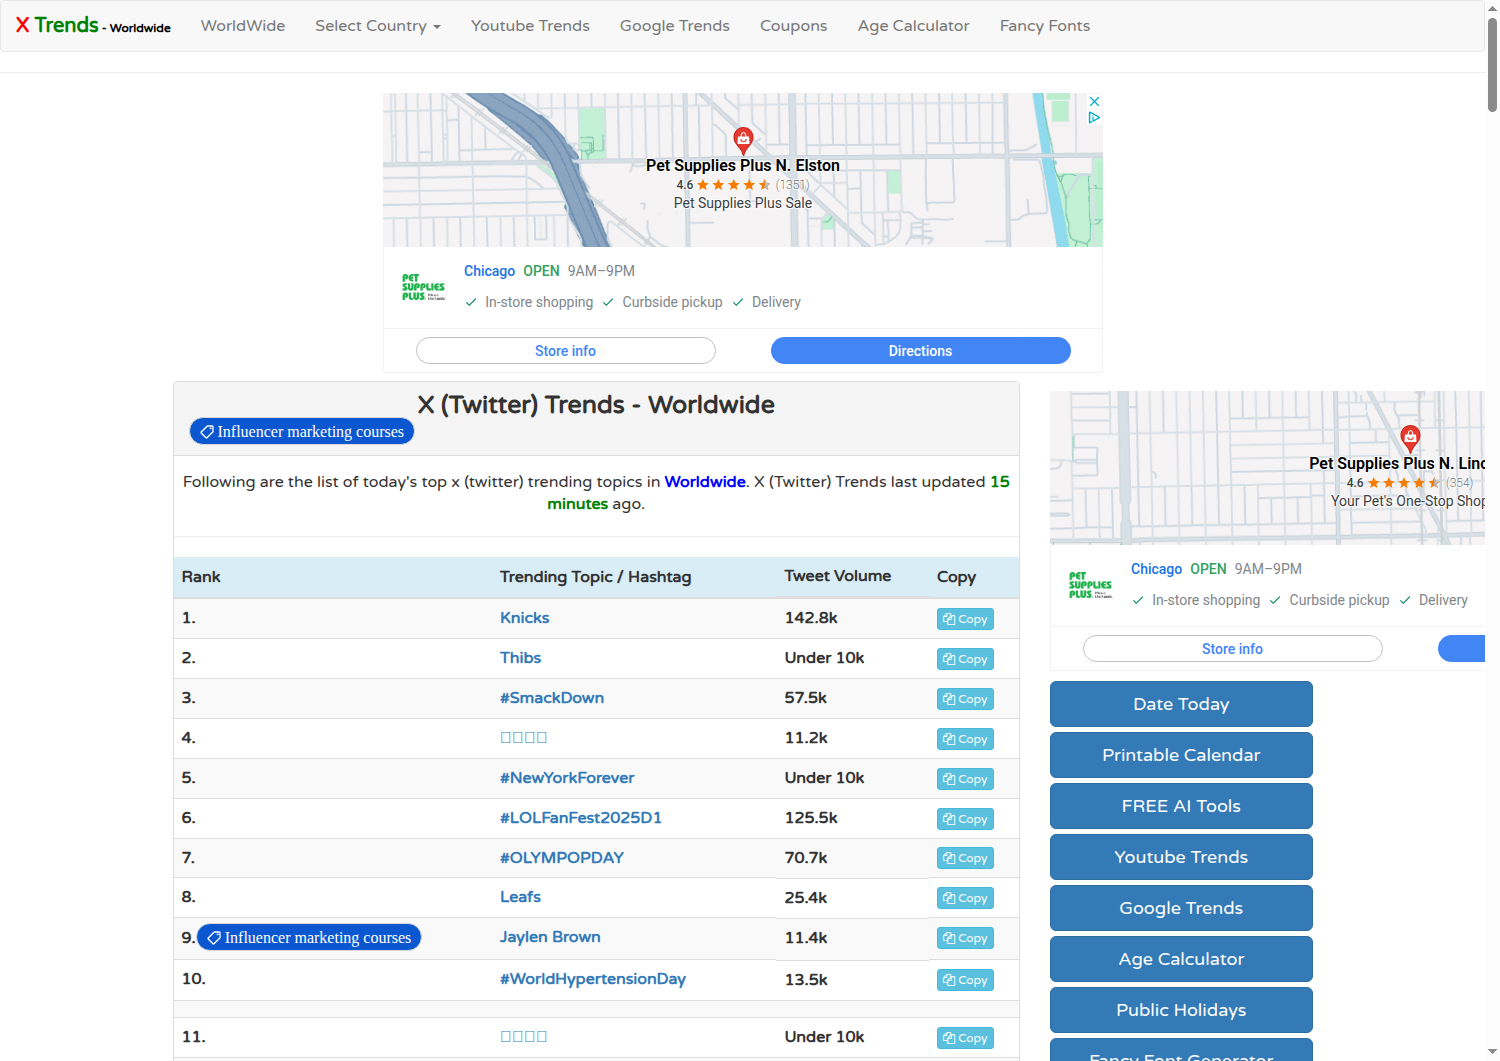 X Trends - Worldwide
WorldWide
Select Country
Youtube Trends
Google Trends
Coupons
Age Calculator
Fancy Fonts
Pet Supplies Plus N. Elston
4.6 (1351)
Pet Supplies Plus Sale
PET SUPPLIES PLUS
Chicago OPEN 9AM–9PM
In-store shopping Curbside pickup Delivery
Store info
Directions
X (Twitter) Trends - Worldwide
Influencer marketing courses
Following are the list of today's top x (twitter) trending topics in Worldwide. X (Twitter) Trends last updated 15
minutes ago.
Rank Trending Topic / Hashtag Tweet Volume Copy
1. Knicks 142.8k Copy
2. Thibs Under 10k Copy
3. #SmackDown 57.5k Copy
4. 11.2k Copy
5. #NewYorkForever Under 10k Copy
6. #LOLFanFest2025D1 125.5k Copy
7. #OLYMPOPDAY 70.7k Copy
8. Leafs 25.4k Copy
9. Influencer marketing courses Jaylen Brown 11.4k Copy
10. #WorldHypertensionDay 13.5k Copy
11. Under 10k Copy
Pet Supplies Plus N. Linc
4.6 (354)
Your Pet's One-Stop Shop
PET SUPPLIES PLUS
Chicago OPEN 9AM–9PM
In-store shopping Curbside pickup Delivery
Store info
Date Today
Printable Calendar
FREE AI Tools
Youtube Trends
Google Trends
Age Calculator
Public Holidays
Fancy Font Generator